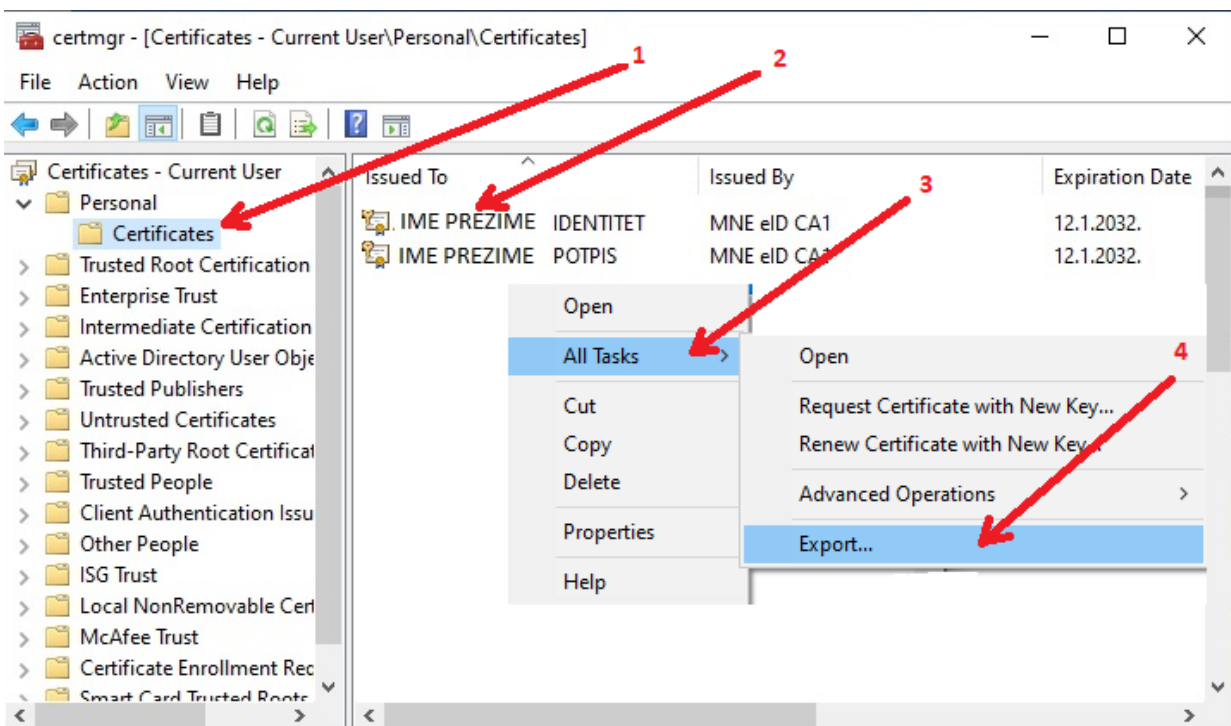 certmgr - [Certificates - Current User\Personal\Certificates]
1
2
File Action View Help
Certificates - Current User
Personal
Certificates
Trusted Root Certification
Enterprise Trust
Intermediate Certification
Active Directory User Obje
Trusted Publishers
Untrusted Certificates
Third-Party Root Certificat
Trusted People
Client Authentication Issu
Other People
ISG Trust
Local NonRemovable Cert
McAfee Trust
Certificate Enrollment Req
Smart Card Trusted Roots
Issued To Issued By Expiration Date
3
IME PREZIME IDENTITET MNE eID CA1 12.1.2032.
IME PREZIME POTPIS MNE eID CA1 12.1.2032.
Open
All Tasks
Cut
Copy
Delete
Properties
Help
4
Open
Request Certificate with New Key...
Renew Certificate with New Key...
Advanced Operations
Export...